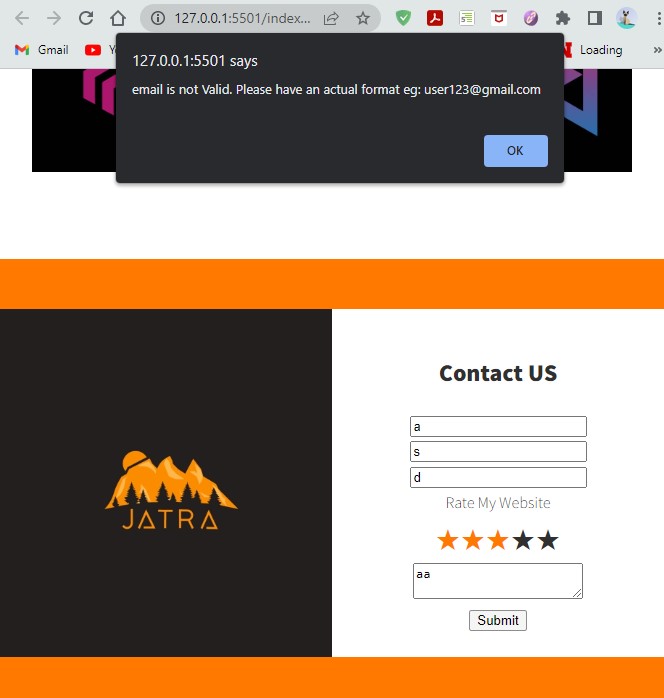 127.0.0.1:5501/index...
Gmail
Loading
»
127.0.0.1:5501 says
email is not Valid. Please have an actual format eg: user123@gmail.com
OK
JATRA
Contact US
a
s
d
Rate My Website
aa
Submit